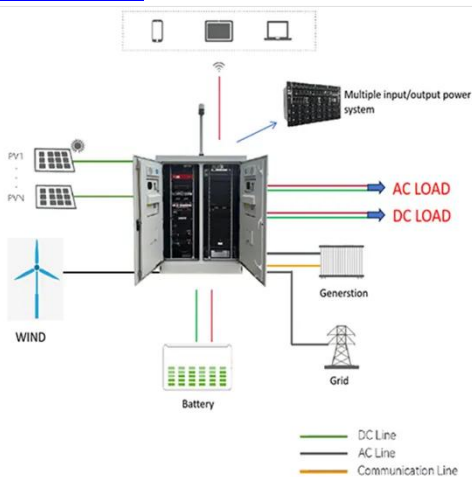 Multiple input/output power
system
PV1
PVN
AC LOAD
DC LOAD
WIND
Generstion
Grid
Battery
DC Line
AC Line
Communication Line